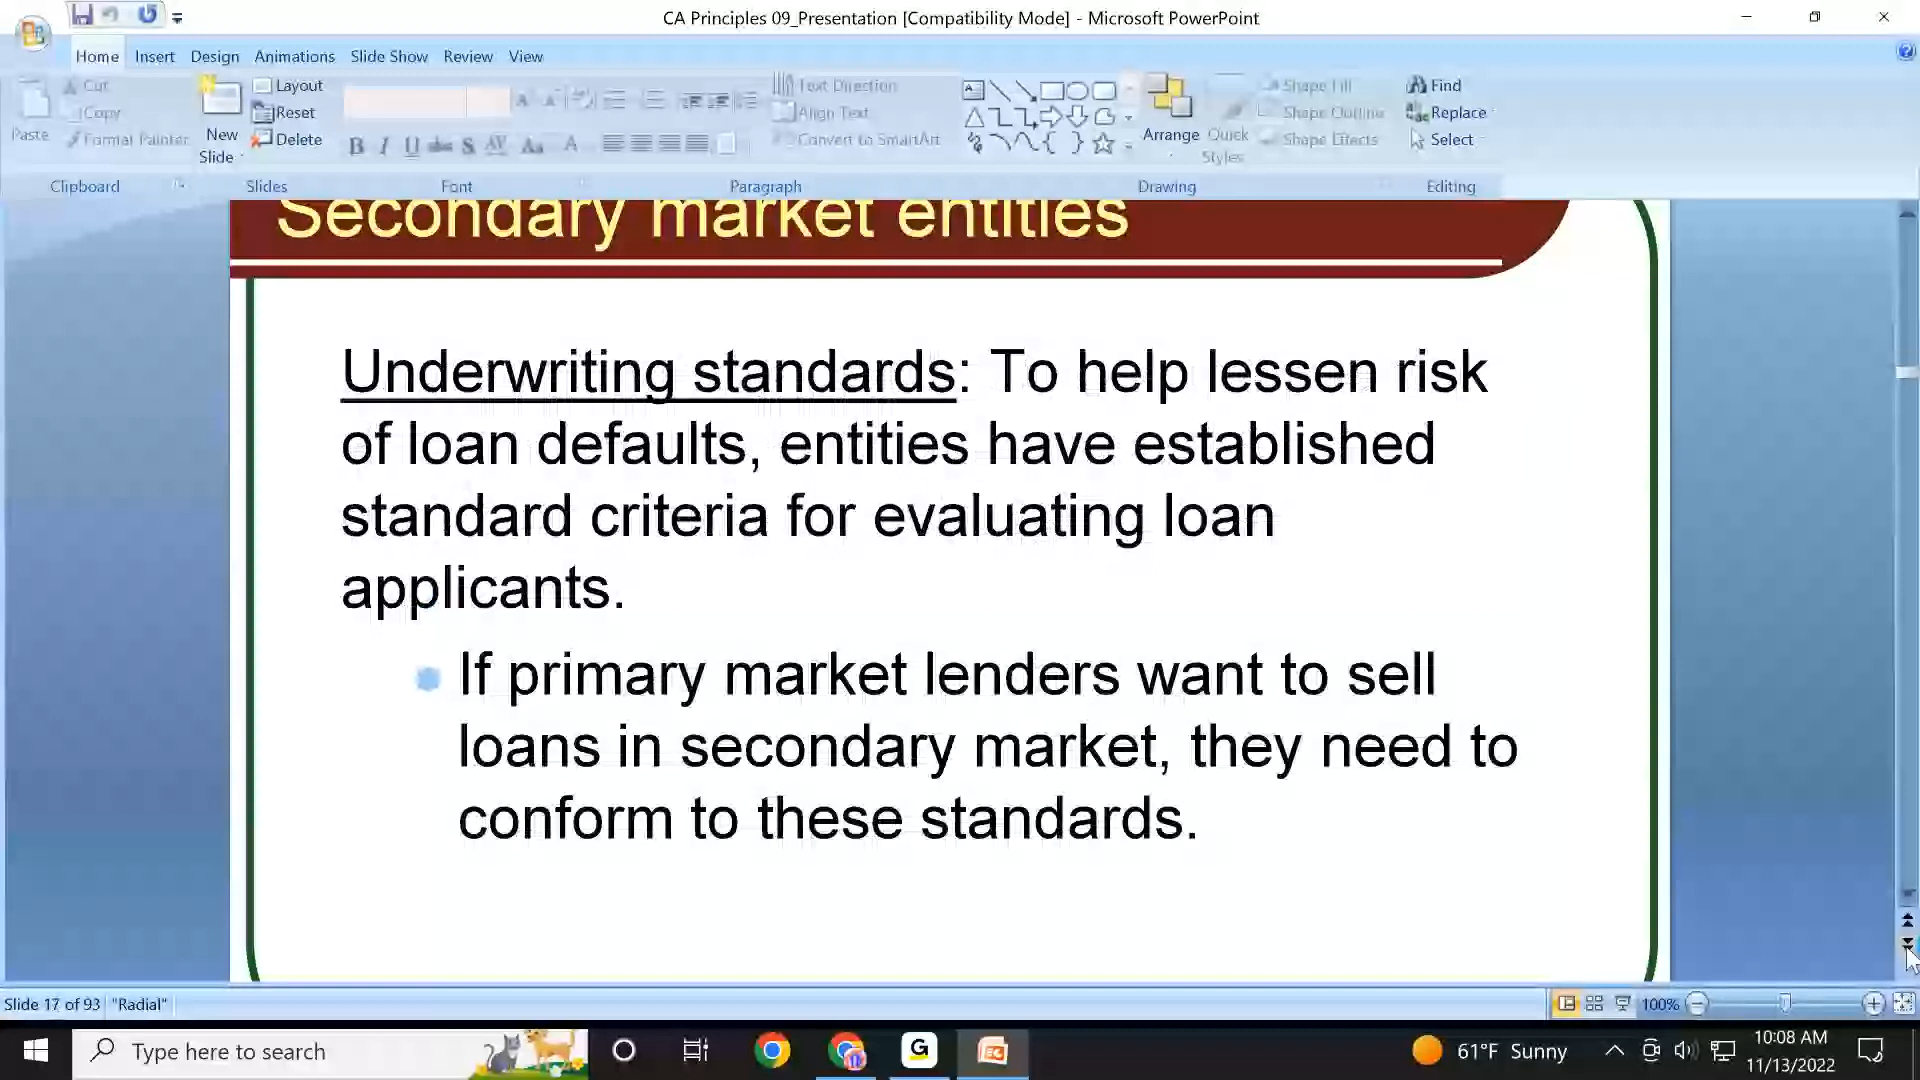 CA Principles 09_Presentation [Compatibility Mode] - Microsoft PowerPoint
Home Insert Design Animations Slide Show Review View
Paste
Cut
Copy
Format Painter
Clipboard
New
Slide
Layout
Reset
Delete
Slides
Font
Text Direction
Align Text
Convert to SmartArt
Paragraph
Arrange
Quick
Styles
Shape Fill
Shape Outline
Shape Effects
Drawing
Find
Replace
Select
Editing
Secondary market entities
Underwriting standards: To help lessen risk
of loan defaults, entities have established
standard criteria for evaluating loan
applicants.
If primary market lenders want to sell
loans in secondary market, they need to
conform to these standards.
Slide 17 of 93 "Radial"
100%
Type here to search
61°F Sunny
10:08 AM
11/13/2022